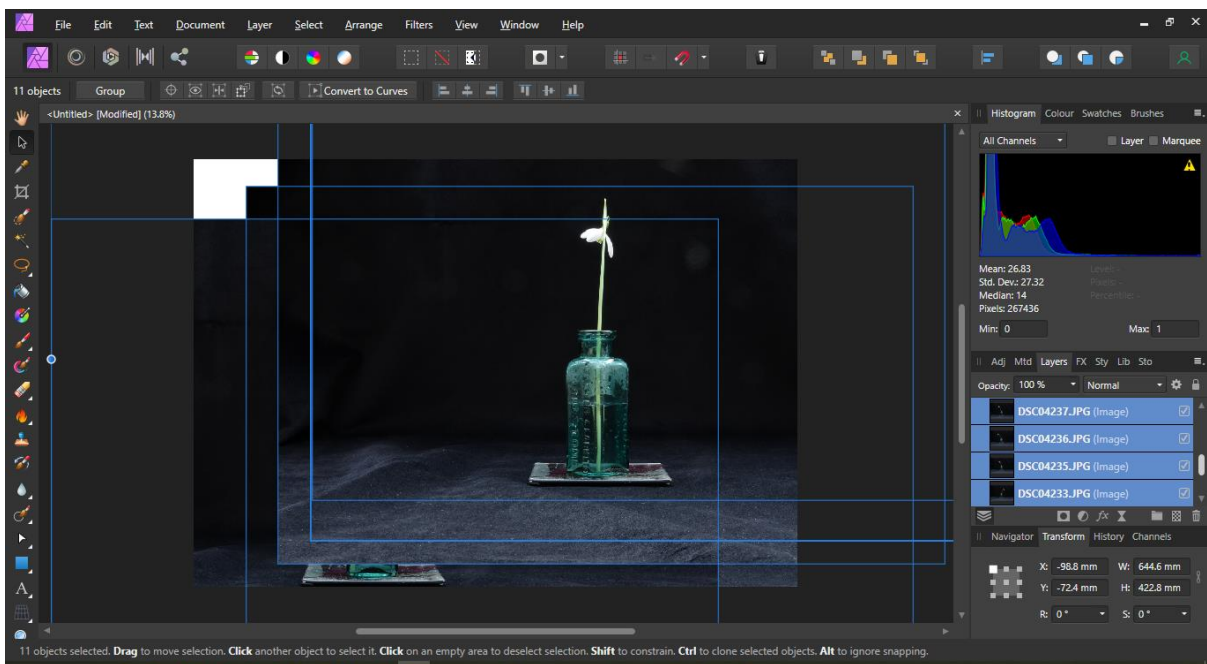 File Edit Text Document Layer Select Arrange Filters View Window Help
11 objects Group Convert to Curves
<Untitled> [Modified] (13.8%)
Histogram Colour Swatches Brushes
All Channels Layer Marquee
Mean: 26.83 Level: -
Std. Dev.: 27.32 Pixels: -
Median: 14 Percentile: -
Pixels: 267436
Min: 0 Max: 1
Adj Mtd Layers FX Sty Lib Sto
Opacity: 100 % Normal
DSC04237.JPG (Image)
DSC04236.JPG (Image)
DSC04235.JPG (Image)
DSC04233.JPG (Image)
fx
Navigator Transform History Channels
X: -98.8 mm W: 644.6 mm
Y: -72.4 mm H: 422.8 mm
R: 0 ° S: 0 °
11 objects selected. Drag to move selection. Click another object to select it. Click on an empty area to deselect selection. Shift to constrain. Ctrl to clone selected objects. Alt to ignore snapping.